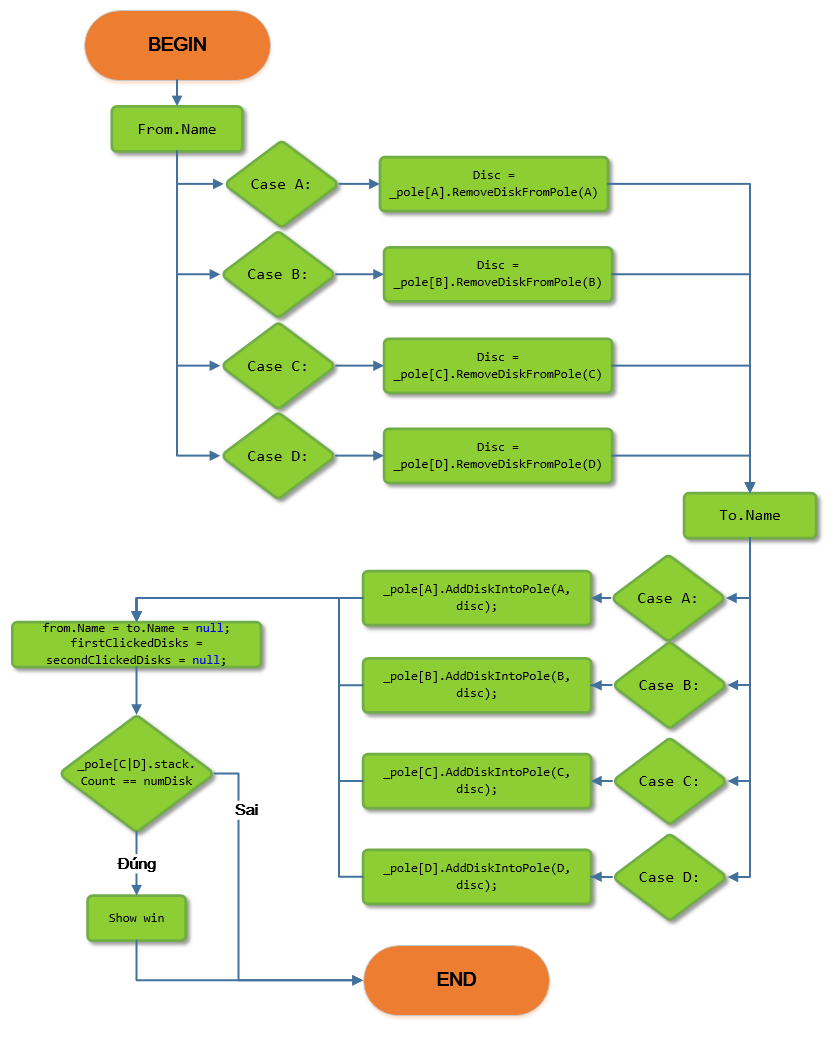 BEGIN
From.Name
Case A:
Disc =
_pole[A].RemoveDiskFromPole(A)
Case B:
Disc =
_pole[B].RemoveDiskFromPole(B)
Case C:
Disc =
_pole[C].RemoveDiskFromPole(C)
Case D:
Disc =
_pole[D].RemoveDiskFromPole(D)
To.Name
Case A:
_pole[A].AddDiskIntoPole(A,
disc);
Case B:
_pole[B].AddDiskIntoPole(B,
disc);
Case C:
_pole[C].AddDiskIntoPole(C,
disc);
Case D:
_pole[D].AddDiskIntoPole(D,
disc);
from.Name = to.Name = null;
firstClickedDisks =
secondClickedDisks = null;
_pole[C|D].stack.
Count == numDisk
Sai
Đúng
Show win
END